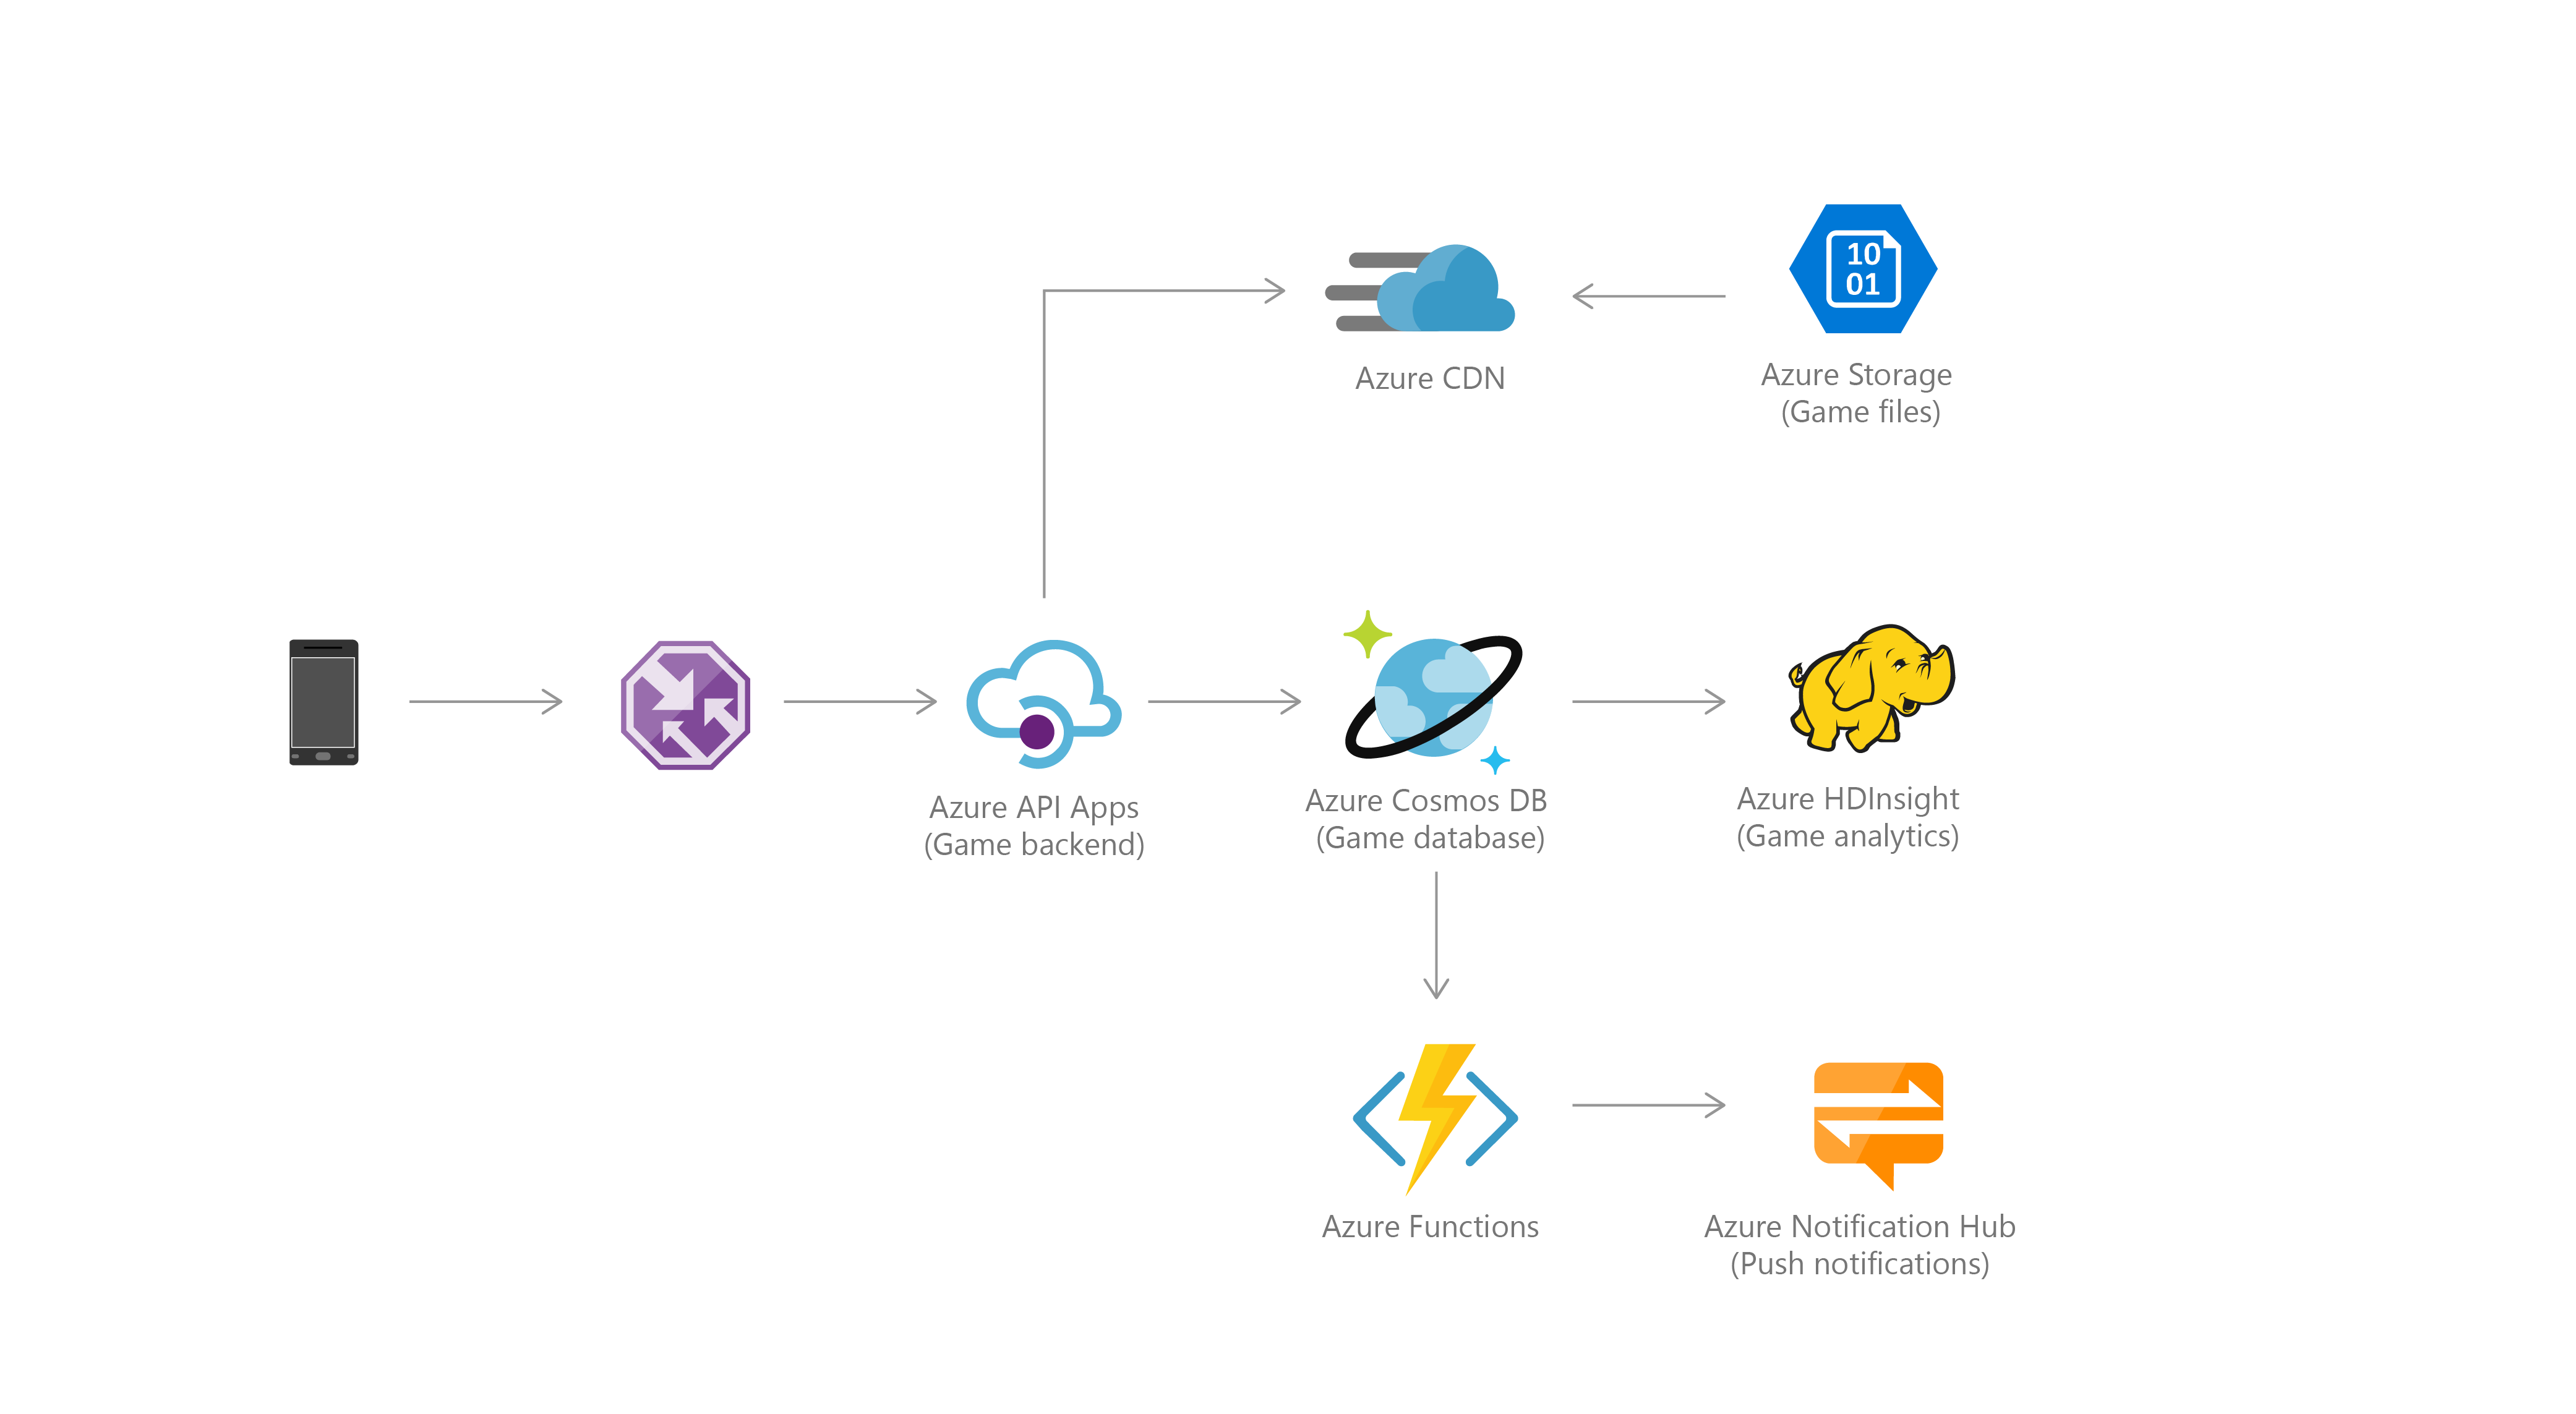 10
01
Azure CDN
Azure Storage
(Game files)
Azure API Apps
(Game backend)
Azure Cosmos DB
(Game database)
Azure HDInsight
(Game analytics)
Azure Functions
Azure Notification Hub
(Push notifications)